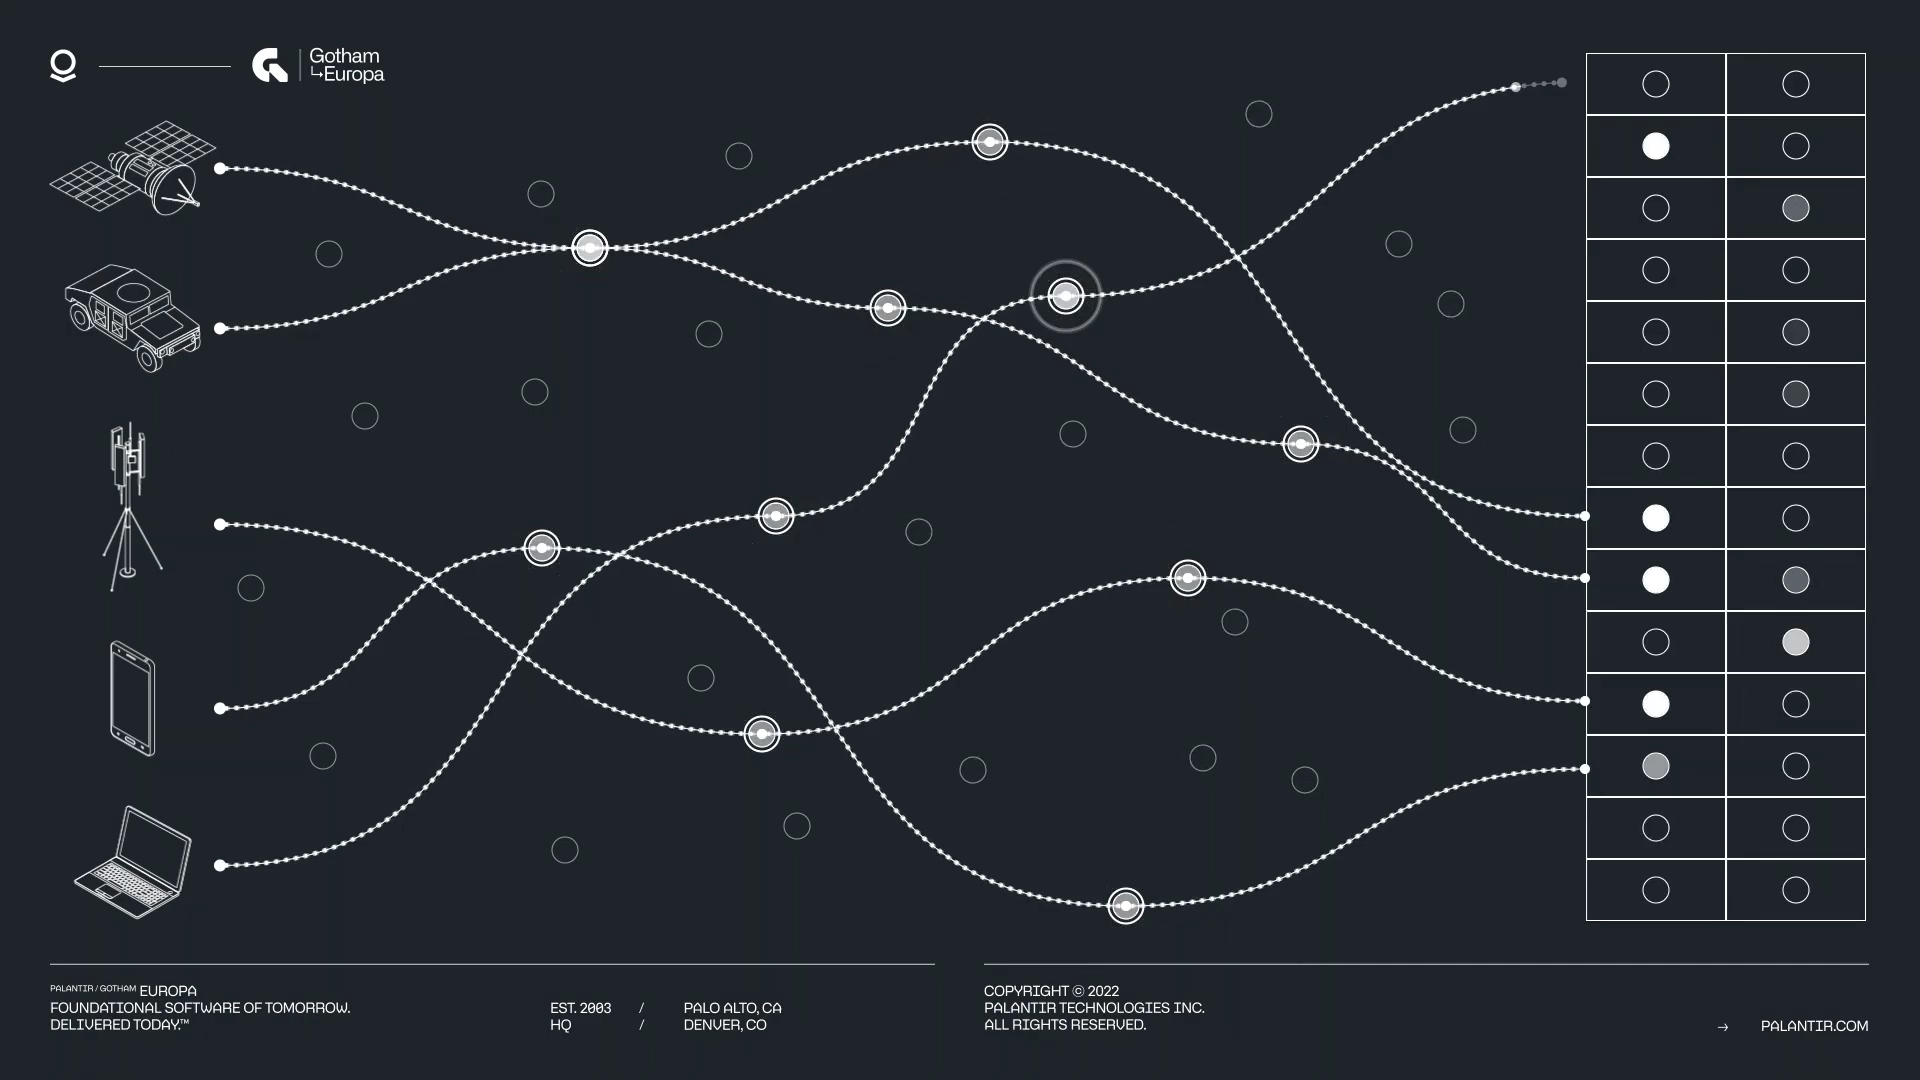 Gotham
↳Europa
PALANTIR / GOTHAM EUROPA
FOUNDATIONAL SOFTWARE OF TOMORROW.
DELIVERED TODAY.™
EST. 2003 / PALO ALTO, CA
HQ / DENVER, CO
COPYRIGHT © 2022
PALANTIR TECHNOLOGIES INC.
ALL RIGHTS RESERVED.
→ PALANTIR.COM